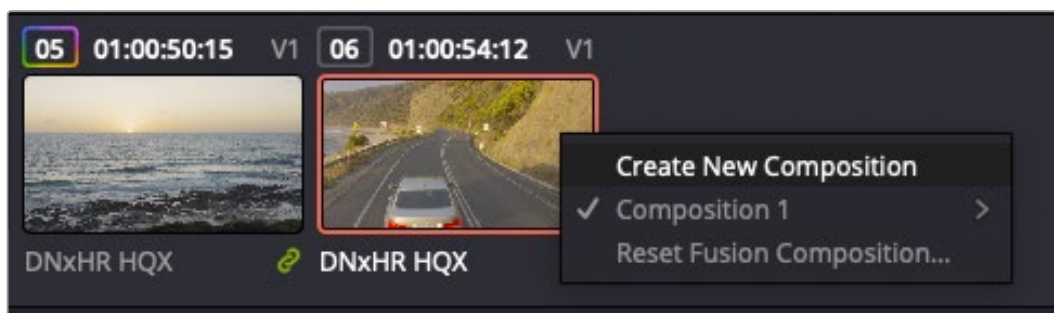 05 01:00:50:15 V1 06 01:00:54:12 V1
Create New Composition
Composition 1
Reset Fusion Composition...
DNxHR HQX DNxHR HQX